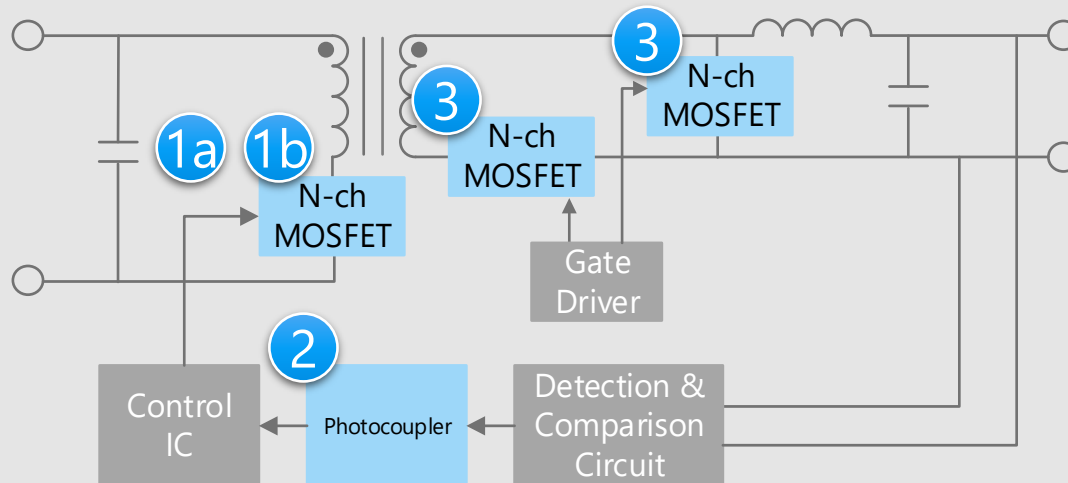 3
N-ch
MOSFET
3
N-ch
MOSFET
1a
1b
N-ch
MOSFET
Gate
Driver
2
Control
IC
Photocoupler
Detection &
Comparison
Circuit